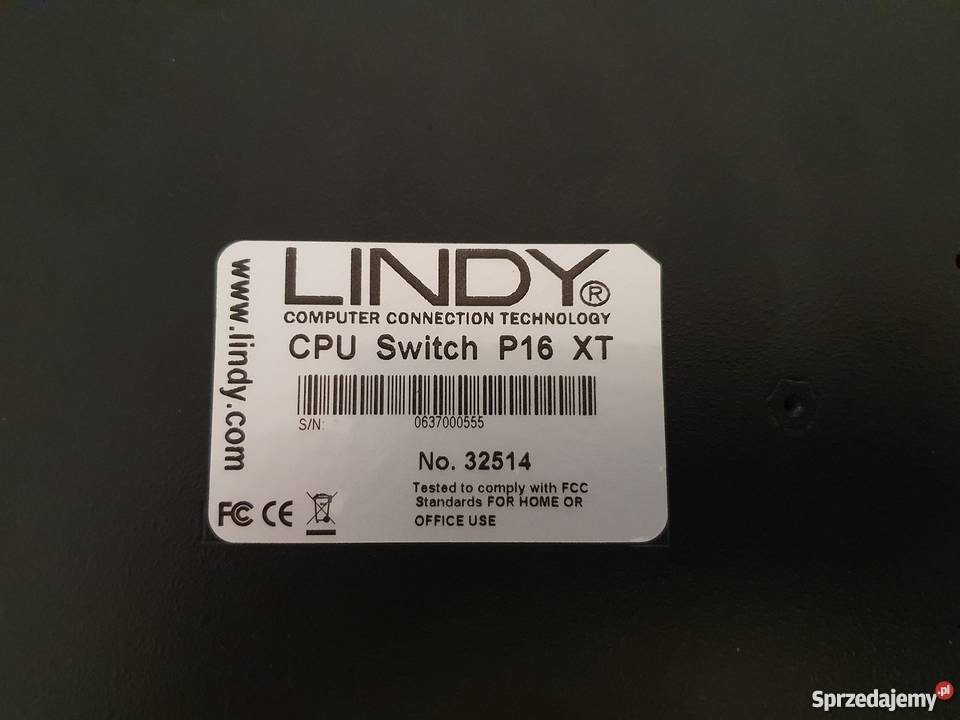 LINDY®
COMPUTER CONNECTION TECHNOLOGY
CPU Switch P16 XT
S/N: 0637000555
No. 32514
Tested to comply with FCC
Standards FOR HOME OR
OFFICE USE
FC CE
www.lindy.com
Sprzedajemy.pl